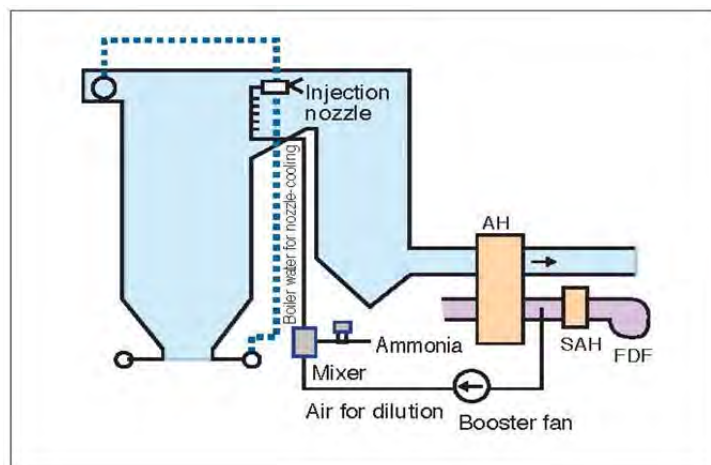 Injection
nozzle
Boiler water for nozzle-cooling
AH
SAH
FDF
Ammonia
Mixer
Air for dilution
Booster fan